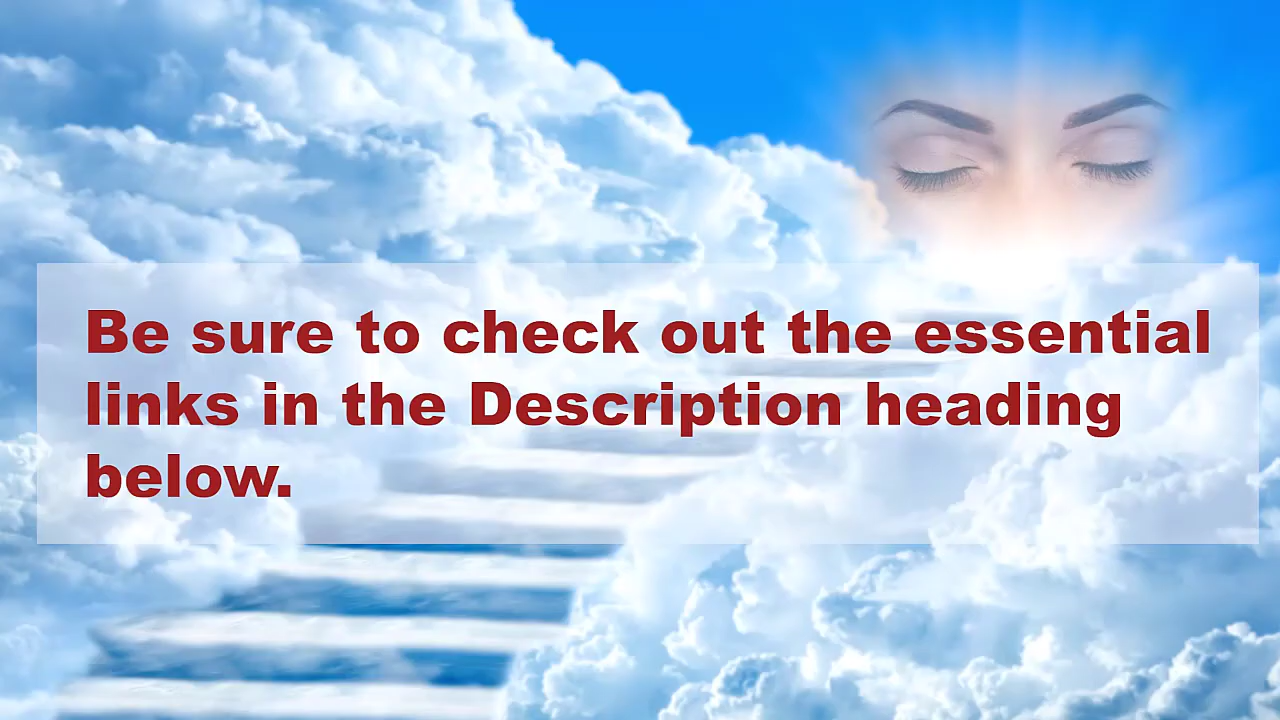 Be sure to check out the essential
links in the Description heading
below.